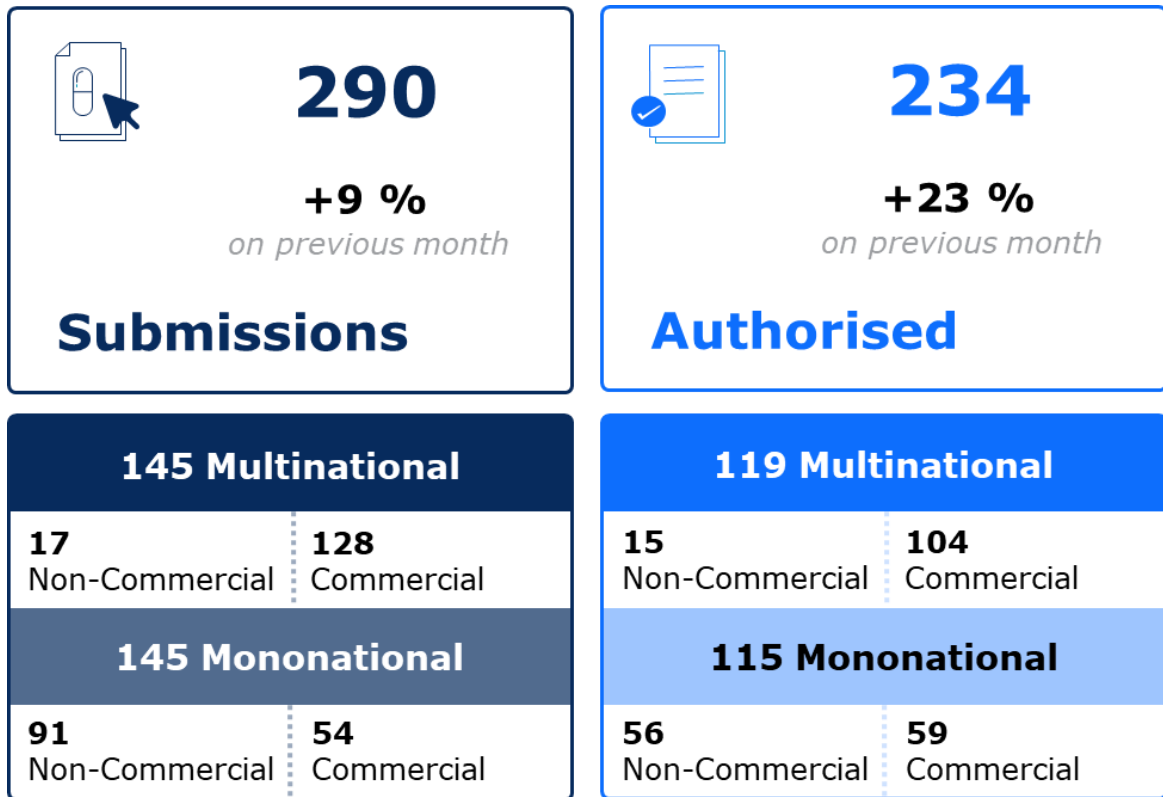 290
+9 %
on previous month
Submissions
145 Multinational
17
Non-Commercial
128
Commercial
145 Mononational
91
Non-Commercial
54
Commercial
234
+23 %
on previous month
Authorised
119 Multinational
15
Non-Commercial
104
Commercial
115 Mononational
56
Non-Commercial
59
Commercial